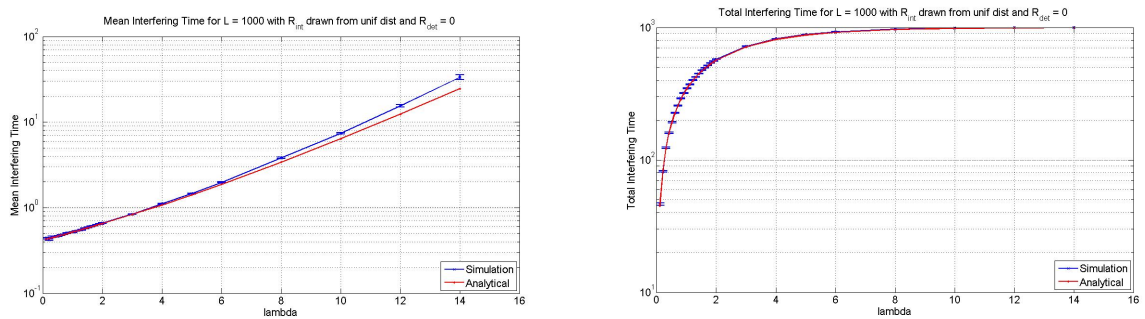 Mean Interfering Time for L = 1000 with R_int drawn from unif dist and R_det = 0
10^2
10^1
10^0
10^-1
Mean Interfering Time
0 2 4 6 8 10 12 14 16
lambda
Simulation
Analytical
Total Interfering Time for L = 1000 with R_int drawn from unif dist and R_det = 0
10^3
10^2
10^1
Total Interfering Time
0 2 4 6 8 10 12 14 16
lambda
Simulation
Analytical